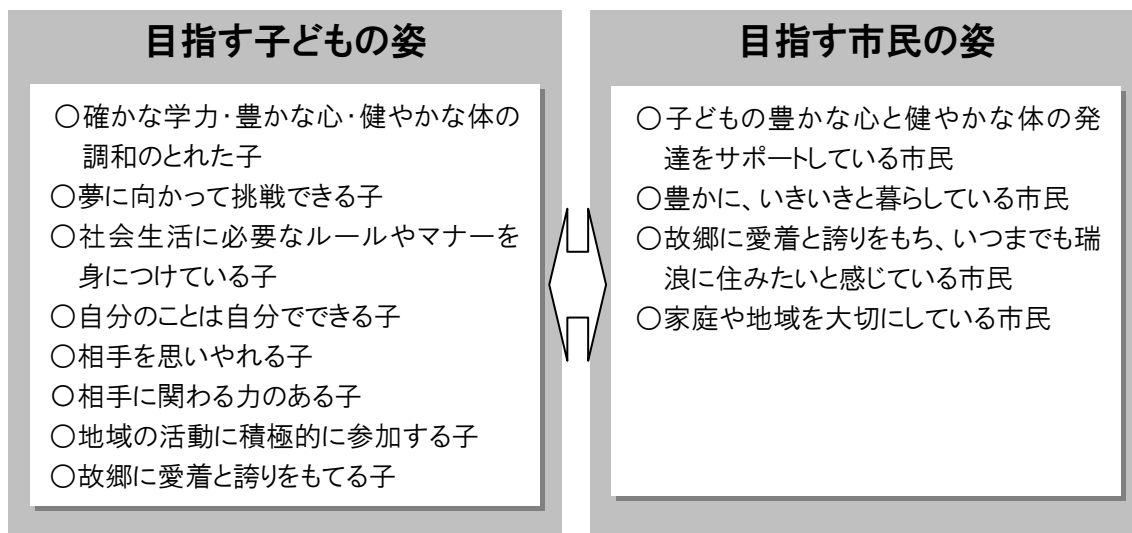 目指す子どもの姿
○確かな学力・豊かな心・健やかな体の
調和のとれた子
○夢に向かって挑戦できる子
○社会生活に必要なルールやマナーを
身につけている子
○自分のことは自分でできる子
○相手を思いやれる子
○相手に関わる力のある子
○地域の活動に積極的に参加する子
○故郷に愛着と誇りをもてる子
目指す市民の姿
○子どもの豊かな心と健やかな体の発
達をサポートしている市民
○豊かに、いきいきと暮らしている市民
○故郷に愛着と誇りをもち、いつまでも瑞
浪に住みたいと感じている市民
○家庭や地域を大切にしている市民